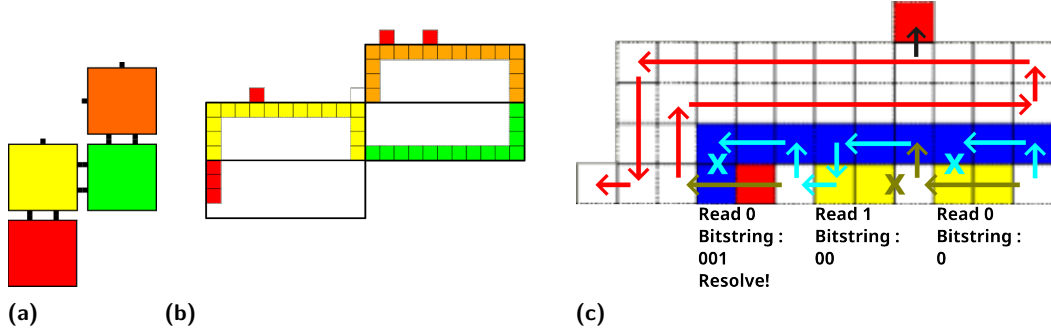 Read 0
Bitstring :
001
Resolve!
Read 1
Bitstring :
00
Read 0
Bitstring :
0
(a)
(b)
(c)